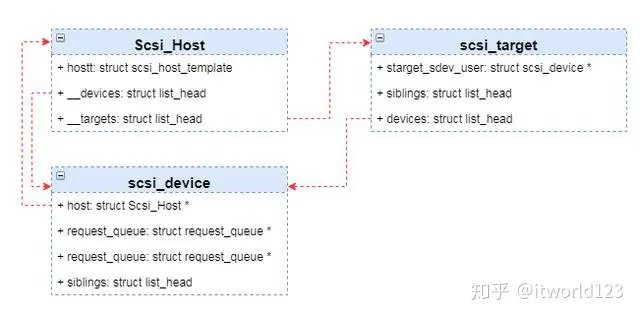 Scsi_Host
+ hostt: struct scsi_host_template
+ __devices: struct list_head
+ __targets: struct list_head
scsi_target
+ starget_sdev_user: struct scsi_device *
+ siblings: struct list_head
+ devices: struct list_head
scsi_device
+ host: struct Scsi_Host *
+ request_queue: struct request_queue *
+ request_queue: struct request_queue *
+ siblings: struct list_head
知乎 @itworld123